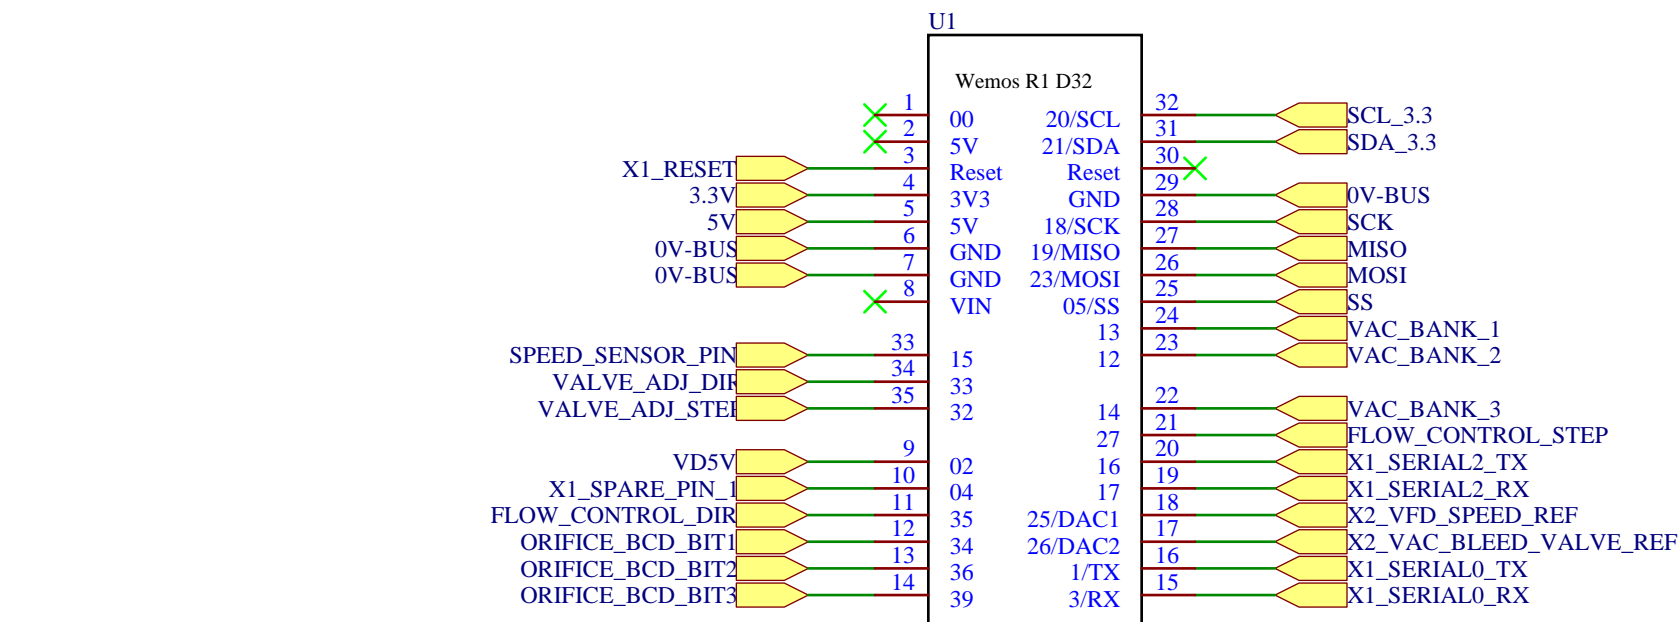 U1
Wemos R1 D32
1 00 20/SCL 32 SCL_3.3
2 5V 21/SDA 31 SDA_3.3
X1_RESET 3 Reset Reset 30
3.3V 4 3V3 GND 29 0V-BUS
5V 5 5V 18/SCK 28 SCK
0V-BUS 6 GND 19/MISO 27 MISO
0V-BUS 7 GND 23/MOSI 26 MOSI
8 VIN 05/SS 25 SS
13 24 VAC_BANK_1
SPEED_SENSOR_PIN 33 15 12 23 VAC_BANK_2
VALVE_ADJ_DIR 34 33
VALVE_ADJ_STEP 35 32 14 22 VAC_BANK_3
27 21 FLOW_CONTROL_STEP
VD5V 9 02 16 20 X1_SERIAL2_TX
X1_SPARE_PIN_1 10 04 17 19 X1_SERIAL2_RX
FLOW_CONTROL_DIR 11 35 25/DAC1 18 X2_VFD_SPEED_REF
ORIFICE_BCD_BIT1 12 34 26/DAC2 17 X2_VAC_BLEED_VALVE_REF
ORIFICE_BCD_BIT2 13 36 1/TX 16 X1_SERIAL0_TX
ORIFICE_BCD_BIT3 14 39 3/RX 15 X1_SERIAL0_RX